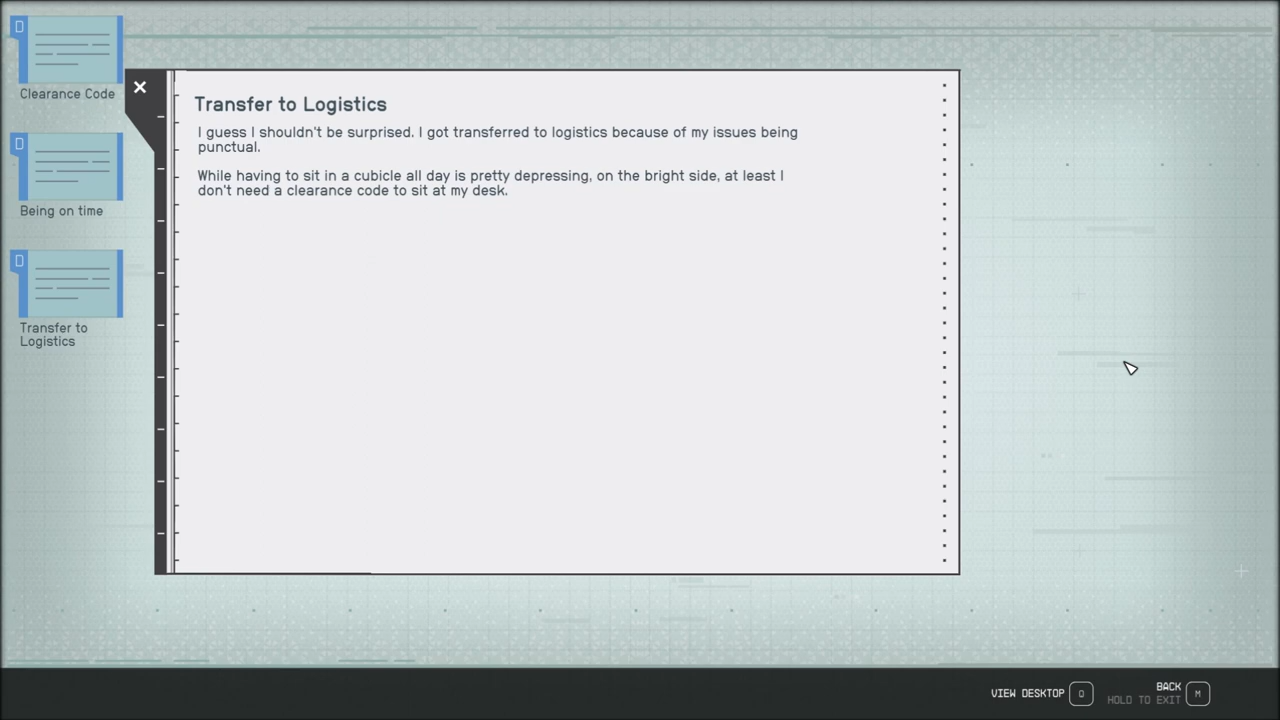 D
Clearance Code
D
Being on time
D
Transfer to
Logistics
Transfer to Logistics
I guess I shouldn't be surprised. I got transferred to logistics because of my issues being
punctual.
While having to sit in a cubicle all day is pretty depressing, on the bright side, at least I
don't need a clearance code to sit at my desk.
VIEW DESKTOP Q
BACK
HOLD TO EXIT M